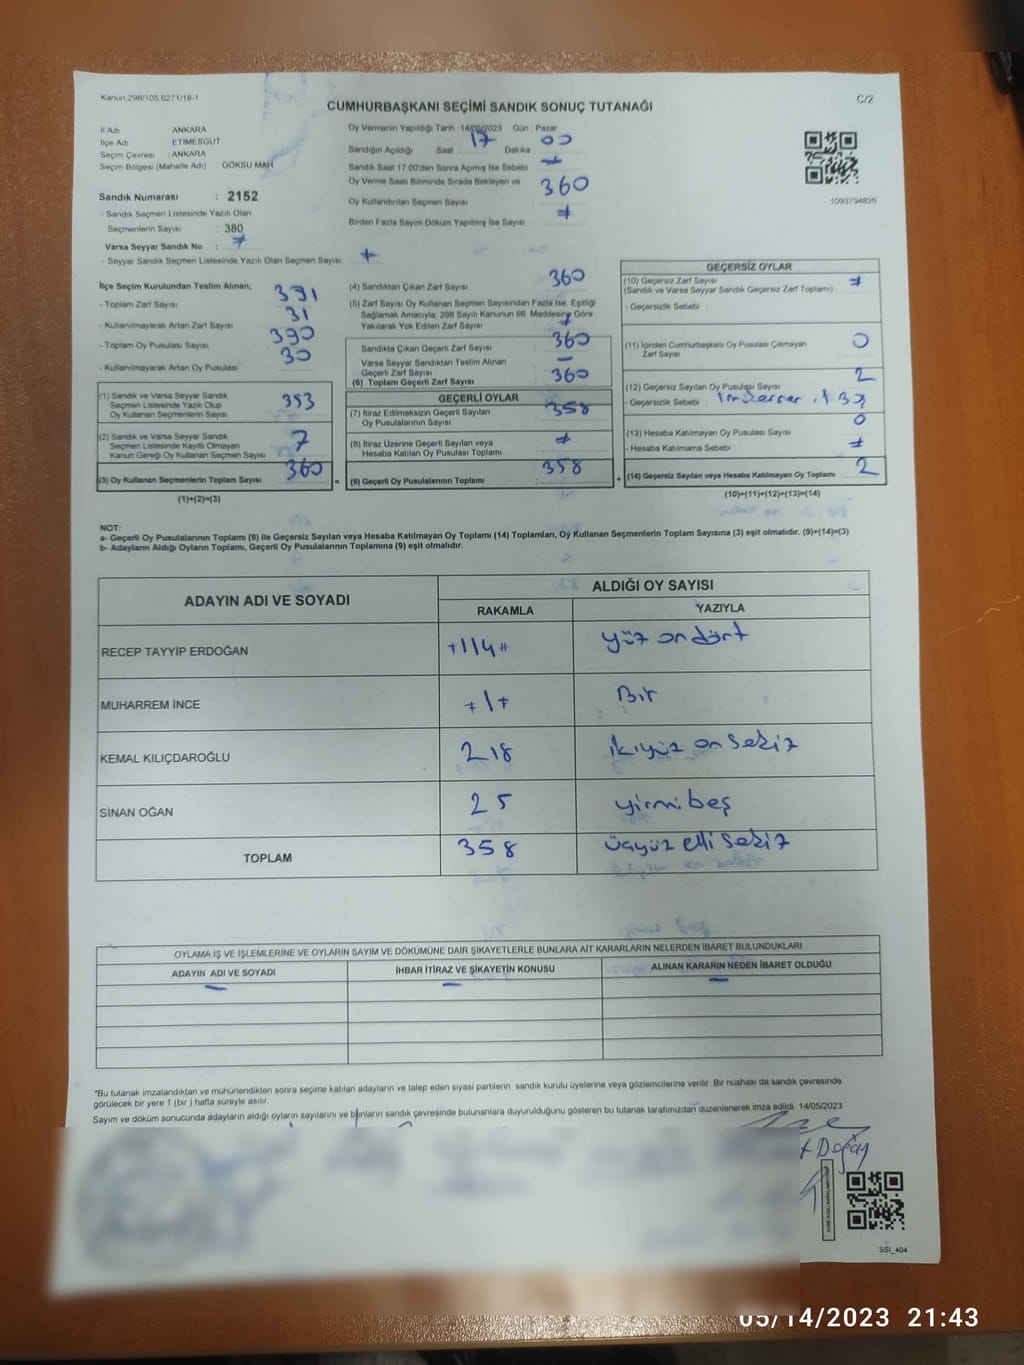 Kanun;298/105,6271/18-1
CUMHURBAŞKANI SEÇİMİ SANDIK SONUÇ TUTANAĞI
C/2
İl Adı ANKARA
İlçe Adı ETİMESGUT
Seçim Çevresi : ANKARA
Seçim Bölgesi (Mahalle Adı) : GÖKSU MAH.
Sandık Numarası : 2152
- Sandık Seçmen Listesinde Yazılı Olan
Seçmenlerin Sayısı : 380
Varsa Seyyar Sandık No :
- Seyyar Sandık Seçmen Listesinde Yazılı Olan Seçmen Sayısı
Oy Vermenin Yapıldığı Tarih :14/05/2023 Gün : Pazar
Sandığın Açıldığı Saat 17 Dakika 00
Sandık Saat 17.00'den Sonra Açılmış İse Sebebi
Oy Verme Saati Bitiminde Sırada Bekleyen ve
Oy Kullandırılan Seçmen Sayısı 360
Birden Fazla Sayım Döküm Yapılmış İse Sayısı
1093794826
İlçe Seçim Kurulundan Teslim Alınan;
- Toplam Zarf Sayısı 391
- Kullanılmayarak Artan Zarf Sayısı 31
- Toplam Oy Pusulası Sayısı 390
- Kullanılmayarak Artan Oy Pusulası 30
(1) Sandık ve Varsa Seyyar Sandık
Seçmen Listesinde Yazılı Olup
Oy Kullanan Seçmenlerin Sayısı 353
(2) Sandık ve Varsa Seyyar Sandık
Seçmen Listesinde Kayıtlı Olmayan
Kanun Gereği Oy Kullanan Seçmen Sayısı 7
(3) Oy Kullanan Seçmenlerin Toplam Sayısı 360
(1)+(2)=(3)
(4) Sandıktan Çıkan Zarf Sayısı 360
(5) Zarf Sayısı Oy Kullanan Seçmen Sayısından Fazla İse, Eşitliği
Sağlamak Amacıyla, 298 Sayılı Kanunun 98. Maddesine Göre
Yakılarak Yok Edilen Zarf Sayısı
Sandıkta Çıkan Geçerli Zarf Sayısı 360
Varsa Seyyar Sandıktan Teslim Alınan
Geçerli Zarf Sayısı –
(6) Toplam Geçerli Zarf Sayısı 360
GEÇERLİ OYLAR
(7) İtiraz Edilmeksizin Geçerli Sayılan
Oy Pusulalarının Sayısı 358
(8) İtiraz Üzerine Geçerli Sayılan veya
Hesaba Katılan Oy Pusulası Toplamı
= (9) Geçerli Oy Pusulalarının Toplamı 358 +
GEÇERSİZ OYLAR
(10) Geçersiz Zarf Sayısı
(Sandık ve Varsa Seyyar Sandık Geçersiz Zarf Toplamı)
- Geçersizlik Sebebi :
(11) İçinden Cumhurbaşkanı Oy Pusulası Çıkmayan
Zarf Sayısı 0
(12) Geçersiz Sayılan Oy Pusulası Sayısı 2
- Geçersizlik Sebebi :
(13) Hesaba Katılmayan Oy Pusulası Sayısı 0
- Hesaba Katılmama Sebebi :
(14) Geçersiz Sayılan veya Hesaba Katılmayan Oy Toplamı 2
(10)+(11)+(12)+(13)=(14)
NOT:
a- Geçerli Oy Pusulalarının Toplamı (9) ile Geçersiz Sayılan veya Hesaba Katılmayan Oy Toplamı (14) Toplamları, Oy Kullanan Seçmenlerin Toplam Sayısına (3) eşit olmalıdır. (9)+(14)=(3)
b- Adayların Aldığı Oyların Toplamı, Geçerli Oy Pusulalarının Toplamına (9) eşit olmalıdır.
ADAYIN ADI VE SOYADI
ALDIĞI OY SAYISI
RAKAMLA YAZIYLA
RECEP TAYYİP ERDOĞAN 114 yüz on dört
MUHARREM İNCE 1 Bir
KEMAL KILIÇDAROĞLU 218 ikiyüz on sekiz
SİNAN OĞAN 25 yirmi beş
TOPLAM 358 üçyüz elli sekiz
OYLAMA İŞ VE İŞLEMLERİNE VE OYLARIN SAYIM VE DÖKÜMÜNE DAİR ŞİKAYETLERLE BUNLARA AİT KARARLARIN NELERDEN İBARET BULUNDUKLARI
ADAYIN ADI VE SOYADI İHBAR İTİRAZ VE ŞİKAYETİN KONUSU ALINAN KARARIN NEDEN İBARET OLDUĞU
*Bu tutanak imzalandıktan ve mühürlendikten sonra seçime katılan adayların ve talep eden siyasi partilerin sandık kurulu üyelerine veya gözlemcilerine verilir. Bir nüshası da sandık çevresinde
görülecek bir yere 1 (bir ) hafta süreyle asılır.
Sayım ve döküm sonucunda adayların aldığı oyların sayılarını ve bunların sandık çevresinde bulunanlara duyurulduğunu gösteren bu tutanak tarafımızdan düzenlenerek imza edildi. 14/05/2023
Doğay
SSI_404
05/14/2023 21:43